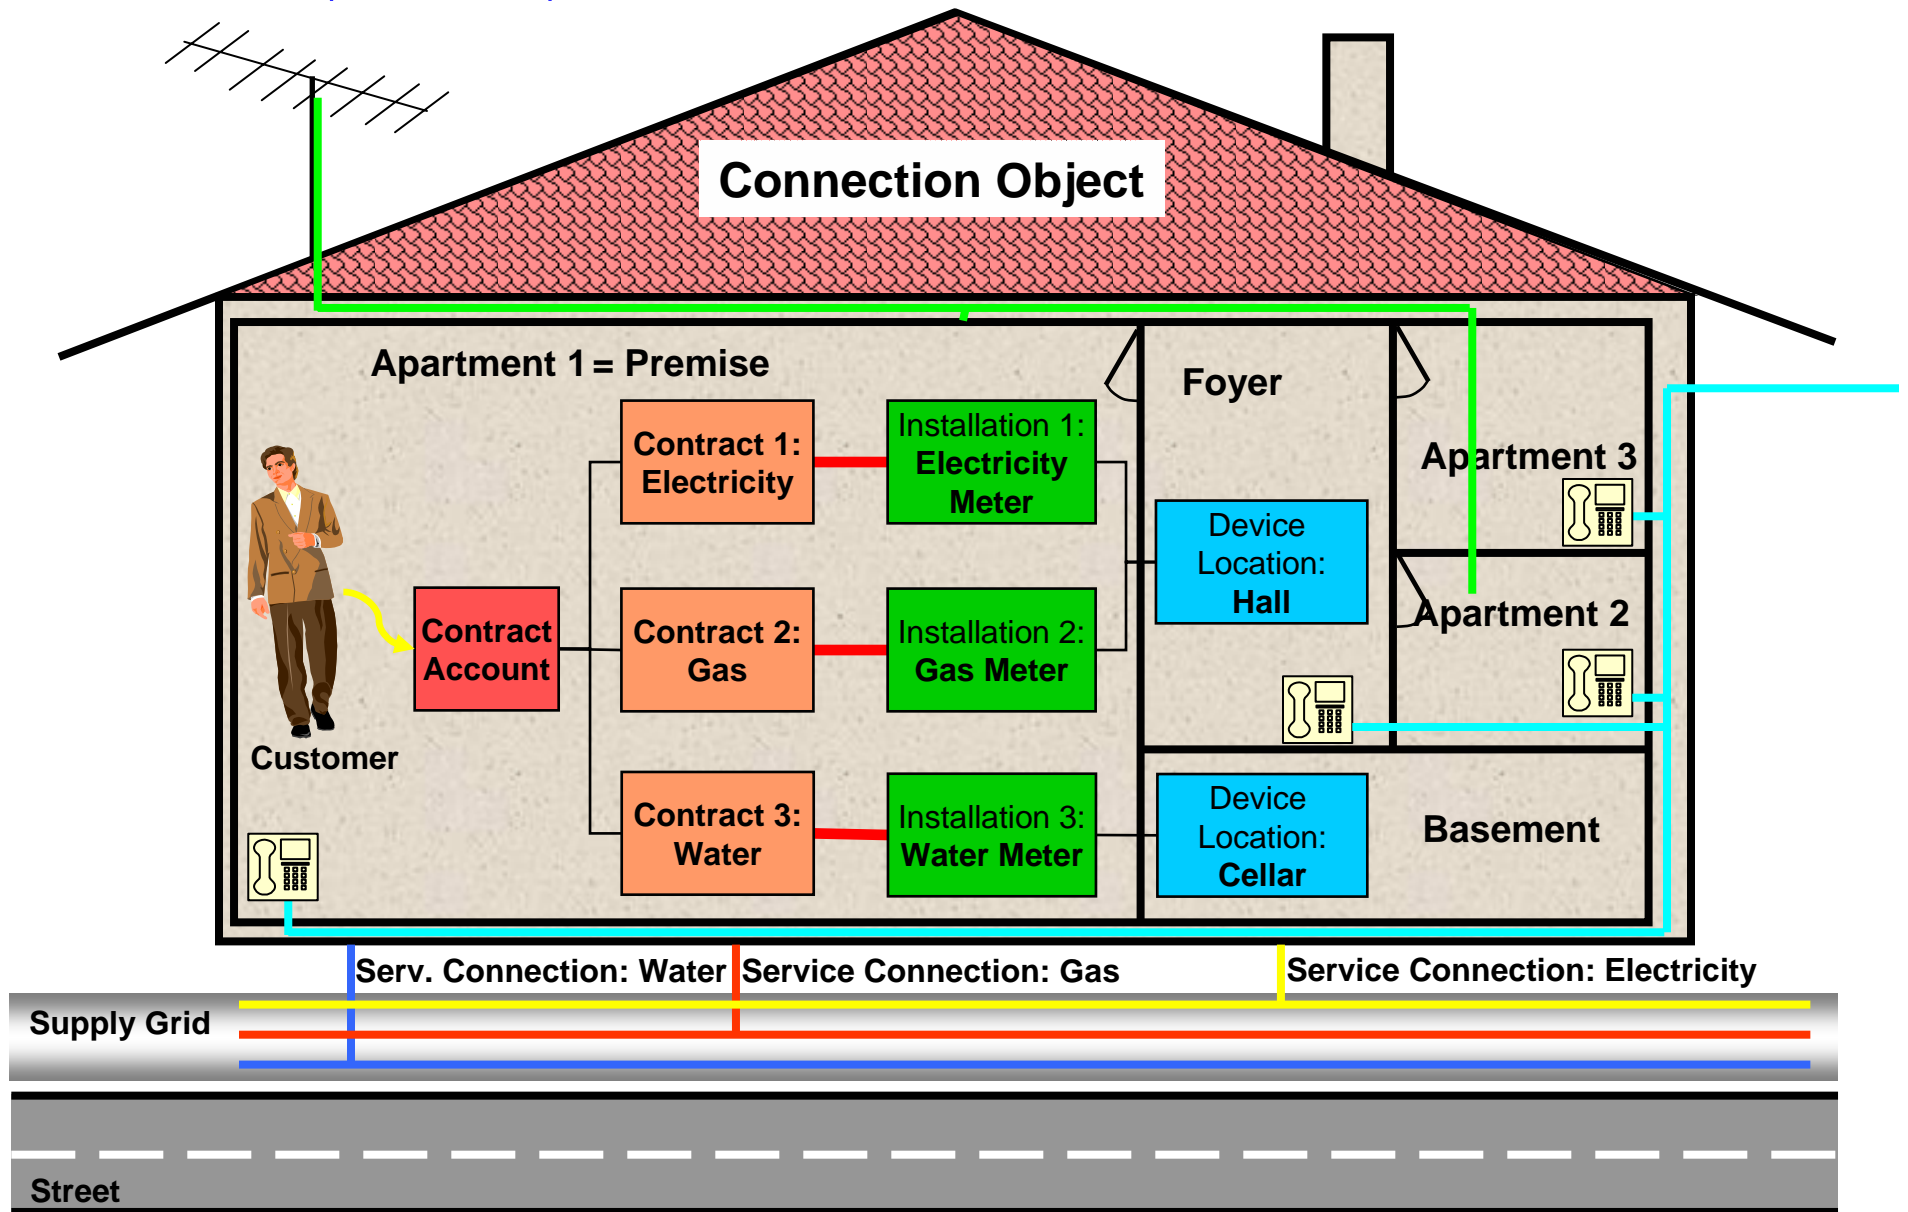 Connection Object
Apartment 1 = Premise
Foyer
Contract 1:
Electricity
Installation 1:
Electricity
Meter
Apartment 3
Device
Location:
Hall
Contract
Account
Contract 2:
Gas
Installation 2:
Gas Meter
Apartment 2
Customer
Contract 3:
Water
Installation 3:
Water Meter
Device
Location:
Cellar
Basement
Serv. Connection: Water
Service Connection: Gas
Service Connection: Electricity
Supply Grid
Street